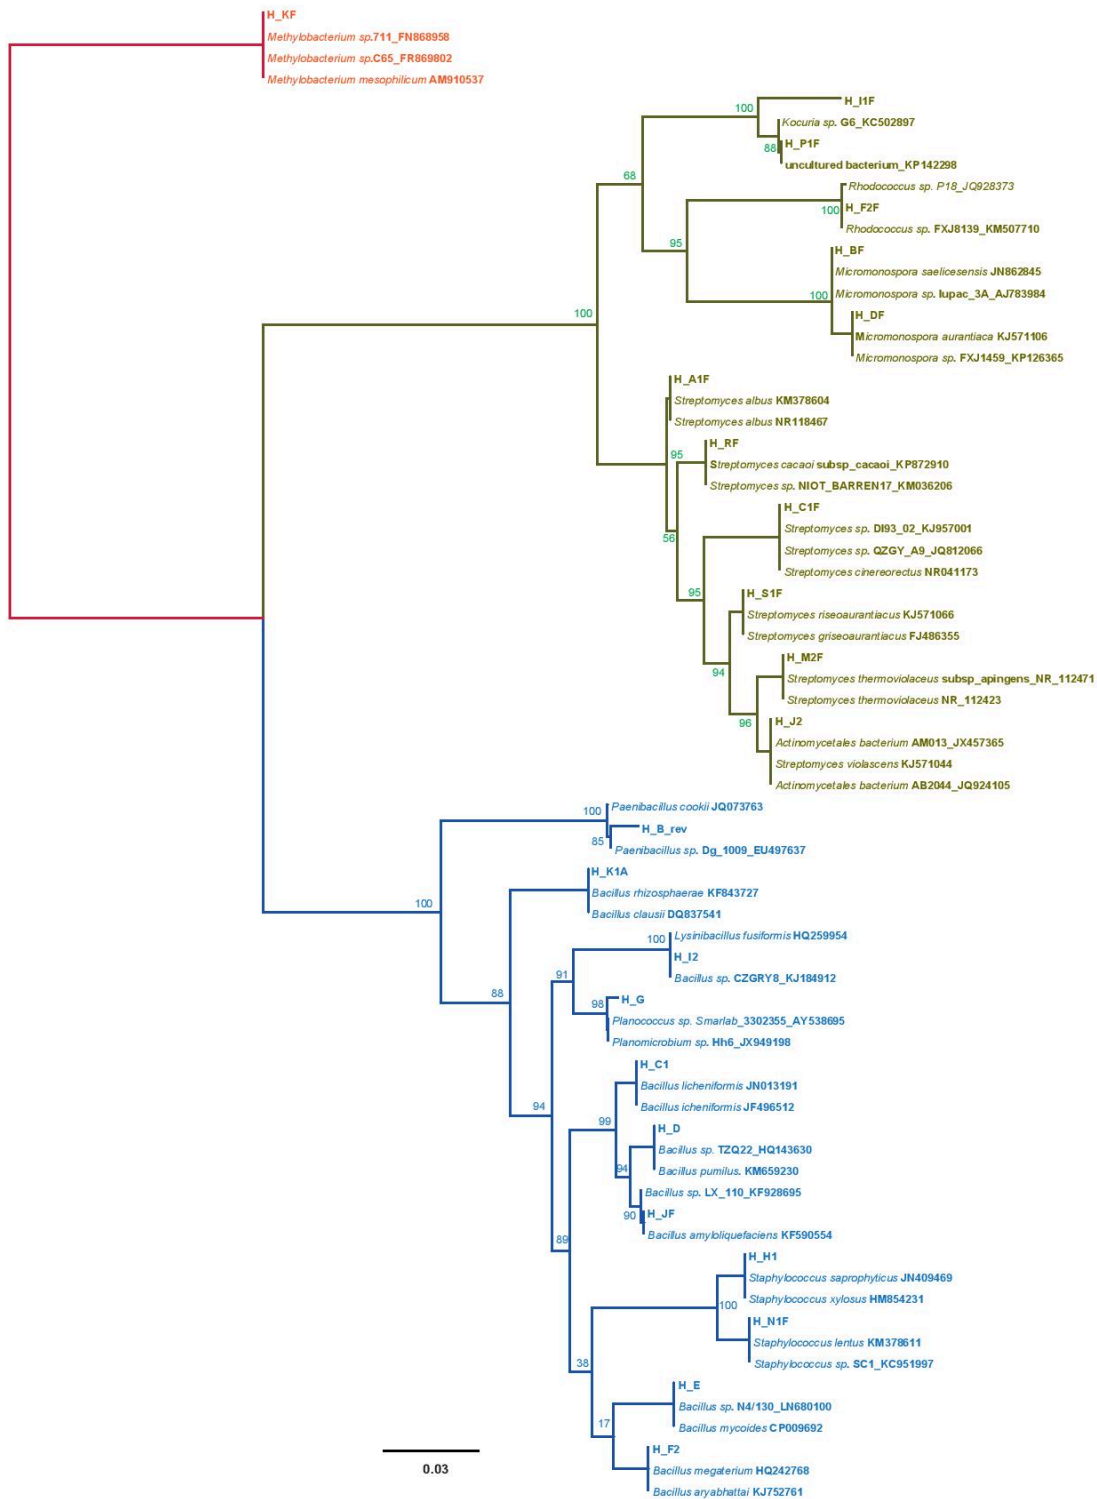 H_KF
Methylobacterium sp.711_FN868958
Methylobacterium sp.C65_FR869802
Methylobacterium mesophilicum AM910537
H_I1F
100
Kocuria sp. G6_KC502897
H_P1F
88
uncultured bacterium_KP142298
68
Rhodococcus sp. P18_JQ928373
H_F2F
100
Rhodococcus sp. FXJ8139_KM507710
95
H_BF
Micromonospora saelicesensis JN862845
Micromonospora sp. lupac_3A_AJ783984
100
H_DF
100
Micromonospora aurantiaca KJ571106
Micromonospora sp. FXJ1459_KP126365
H_A1F
Streptomyces albus KM378604
Streptomyces albus NR118467
H_RF
95
Streptomyces cacaoi subsp_cacaoi_KP872910
Streptomyces sp. NIOT_BARREN17_KM036206
H_C1F
Streptomyces sp. DI93_02_KJ957001
56
Streptomyces sp. QZGY_A9_JQ812066
Streptomyces cinereorectus NR041173
95
H_S1F
Streptomyces riseoaurantiacus KJ571066
Streptomyces griseoaurantiacus FJ486355
H_M2F
94
Streptomyces thermoviolaceus subsp_apingens_NR_112471
Streptomyces thermoviolaceus NR_112423
96
H_J2
Actinomycetales bacterium AM013_JX457365
Streptomyces violascens KJ571044
Actinomycetales bacterium AB2044_JQ924105
100
Paenibacillus cookii JQ073763
H_B_rev
85
Paenibacillus sp. Dg_1009_EU497637
H_K1A
Bacillus rhizosphaerae KF843727
100
Bacillus clausii DQ837541
100
Lysinibacillus fusiformis HQ259954
H_I2
91
Bacillus sp. CZGRY8_KJ184912
88
98
H_G
Planococcus sp. Smarlab_3302355_AY538695
Planomicrobium sp. Hh6_JX949198
H_C1
Bacillus licheniformis JN013191
94
Bacillus icheniformis JF496512
99
H_D
Bacillus sp. TZQ22_HQ143630
94
Bacillus pumilus. KM659230
Bacillus sp. LX_110_KF928695
90
H_JF
Bacillus amyloliquefaciens KF590554
89
H_H1
Staphylococcus saprophyticus JN409469
Staphylococcus xylosus HM854231
100
H_N1F
Staphylococcus lentus KM378611
38
Staphylococcus sp. SC1_KC951997
H_E
Bacillus sp. N4/130_LN680100
17
Bacillus mycoides CP009692
H_F2
0.03
Bacillus megaterium HQ242768
Bacillus aryabhattai KJ752761